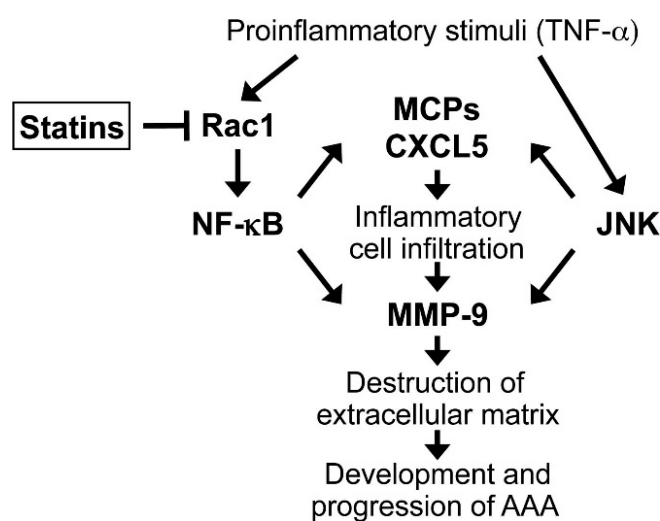 Proinflammatory stimuli (TNF-α)
Statins
Rac1
MCPs
CXCL5
NF-κB
Inflammatory
cell infiltration
JNK
MMP-9
Destruction of
extracellular matrix
Development and
progression of AAA